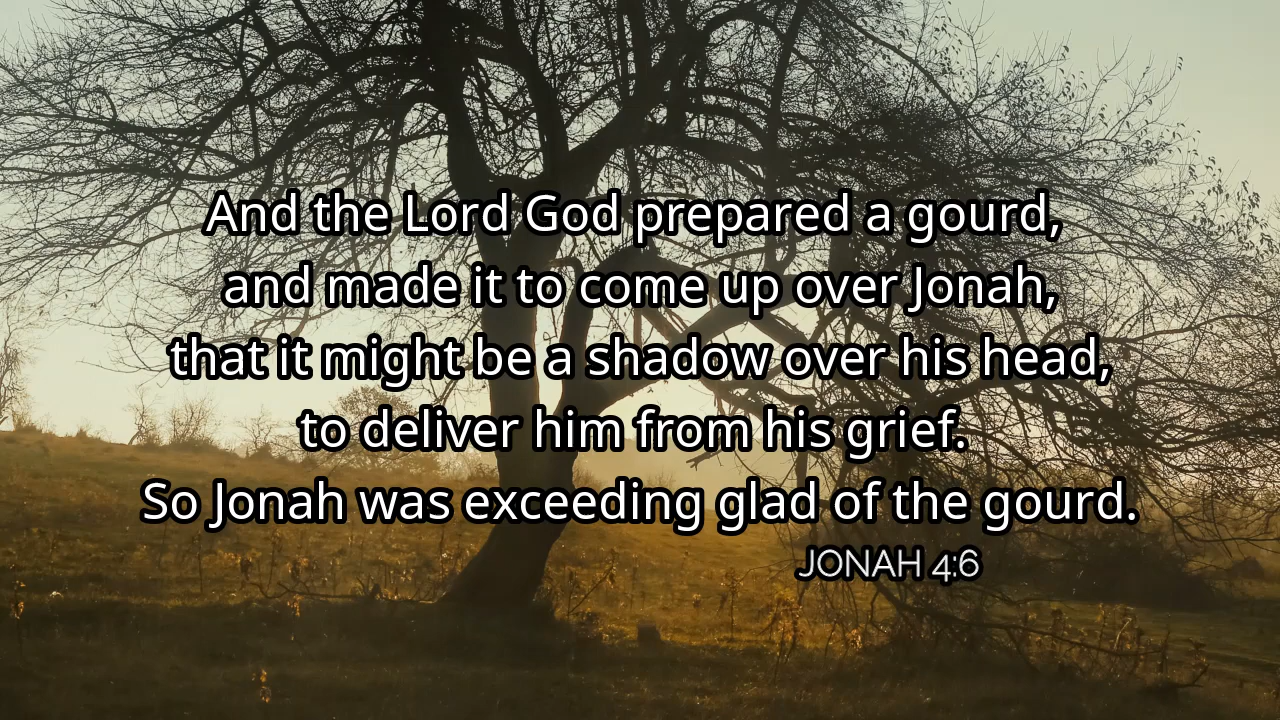 And the Lord God prepared a gourd,
and made it to come up over Jonah,
that it might be a shadow over his head,
to deliver him from his grief.
So Jonah was exceeding glad of the gourd.
JONAH 4:6